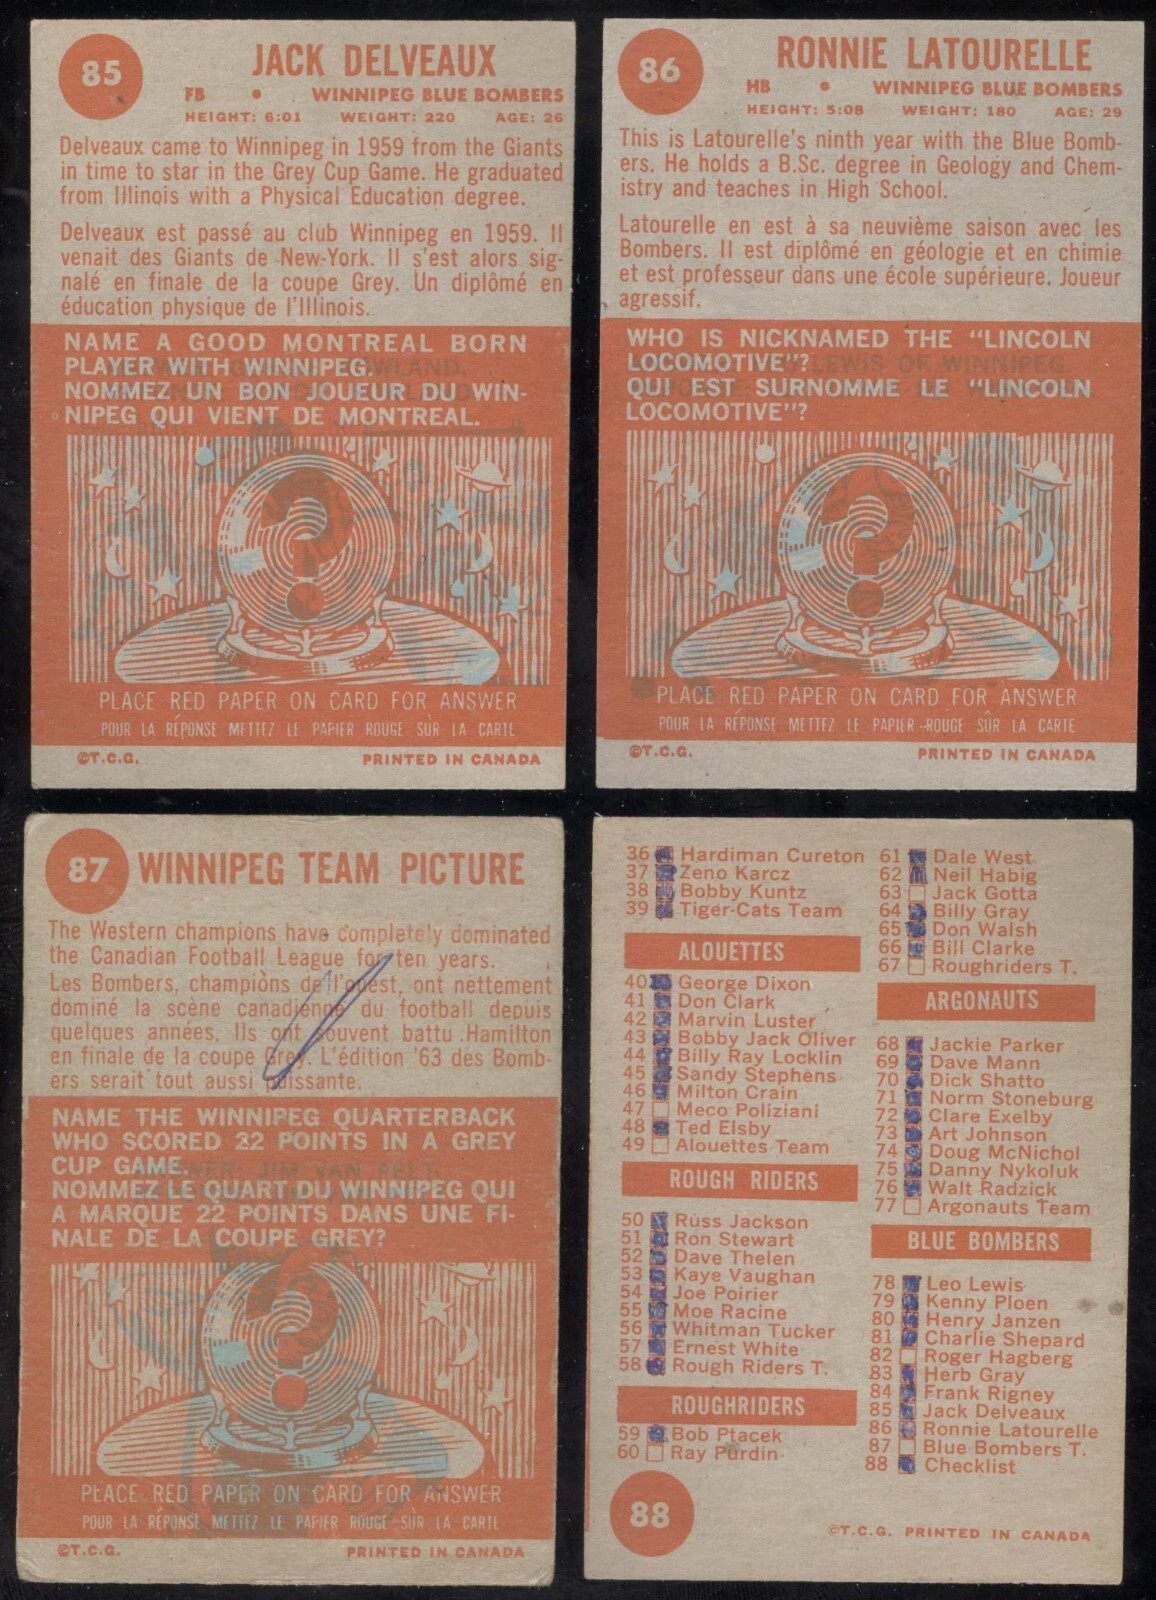 85
JACK DELVEAUX
FB • WINNIPEG BLUE BOMBERS
HEIGHT: 6:01 WEIGHT: 220 AGE: 26
Delveaux came to Winnipeg in 1959 from the Giants
in time to star in the Grey Cup Game. He graduated
from Illinois with a Physical Education degree.
Delveaux est passé au club Winnipeg en 1959. Il
venait des Giants de New-York. Il s'est alors sig-
nalé en finale de la coupe Grey. Un diplômé en
éducation physique de l'Illinois.
NAME A GOOD MONTREAL BORN
PLAYER WITH WINNIPEG.
NOMMEZ UN BON JOUEUR DU WIN-
NIPEG QUI VIENT DE MONTREAL.
PLACE RED PAPER ON CARD FOR ANSWER
POUR LA RÉPONSE METTEZ LE PAPIER ROUGE SÛR LA CARTE
©T.C.G. PRINTED IN CANADA
86
RONNIE LATOURELLE
HB • WINNIPEG BLUE BOMBERS
HEIGHT: 5:08 WEIGHT: 180 AGE: 29
This is Latourelle's ninth year with the Blue Bomb-
ers. He holds a B.Sc. degree in Geology and Chem-
istry and teaches in High School.
Latourelle en est à sa neuvième saison avec les
Bombers. Il est diplômé en géologie et en chimie
et est professeur dans une école supérieure. Joueur
agressif.
WHO IS NICKNAMED THE "LINCOLN
LOCOMOTIVE"?
QUI EST SURNOMME LE "LINCOLN
LOCOMOTIVE"?
PLACE RED PAPER ON CARD FOR ANSWER
POUR LA RÉPONSE METTEZ LE PAPIER ROUGE SÛR LA CARTE
©T.C.G. PRINTED IN CANADA
87
WINNIPEG TEAM PICTURE
The Western champions have completely dominated
the Canadian Football League for ten years.
Les Bombers, champiòns de l'ouest, ont nettement
dominé la scène canadienne du football depuis
quelques années. Ils ont souvent battu Hamilton
en finale de la coupe Grey. L'édition '63 des Bomb-
ers serait tout aussi puissante.
NAME THE WINNIPEG QUARTERBACK
WHO SCORED 22 POINTS IN A GREY
CUP GAME.
ANSWER: JIM VAN PELT
NOMMEZ LE QUART DU WINNIPEG QUI
A MARQUE 22 POINTS DANS UNE FI-
NALE DE LA COUPE GREY?
PLACE RED PAPER ON CARD FOR ANSWER
POUR LA RÉPONSE METTEZ LE PAPIER ROUGE SÛR LA CARTE
©T.C.G. PRINTED IN CANADA
36 Hardiman Cureton
37 Zeno Karcz
38 Bobby Kuntz
39 Tiger-Cats Team
ALOUETTES
40 George Dixon
41 Don Clark
42 Marvin Luster
43 Bobby Jack Oliver
44 Billy Ray Locklin
45 Sandy Stephens
46 Milton Crain
47 Meco Poliziani
48 Ted Elsby
49 Alouettes Team
ROUGH RIDERS
50 Russ Jackson
51 Ron Stewart
52 Dave Thelen
53 Kaye Vaughan
54 Joe Poirier
55 Moe Racine
56 Whitman Tucker
57 Ernest White
58 Rough Riders T.
ROUGHRIDERS
59 Bob Ptacek
60 Ray Purdin
61 Dale West
62 Neil Habig
63 Jack Gotta
64 Billy Gray
65 Don Walsh
66 Bill Clarke
67 Roughriders T.
ARGONAUTS
68 Jackie Parker
69 Dave Mann
70 Dick Shatto
71 Norm Stoneburg
72 Clare Exelby
73 Art Johnson
74 Doug McNichol
75 Danny Nykoluk
76 Walt Radzick
77 Argonauts Team
BLUE BOMBERS
78 Leo Lewis
79 Kenny Ploen
80 Henry Janzen
81 Charlie Shepard
82 Roger Hagberg
83 Herb Gray
84 Frank Rigney
85 Jack Delveaux
86 Ronnie Latourelle
87 Blue Bombers T.
88 Checklist
88
©T.C.G. PRINTED IN CANADA